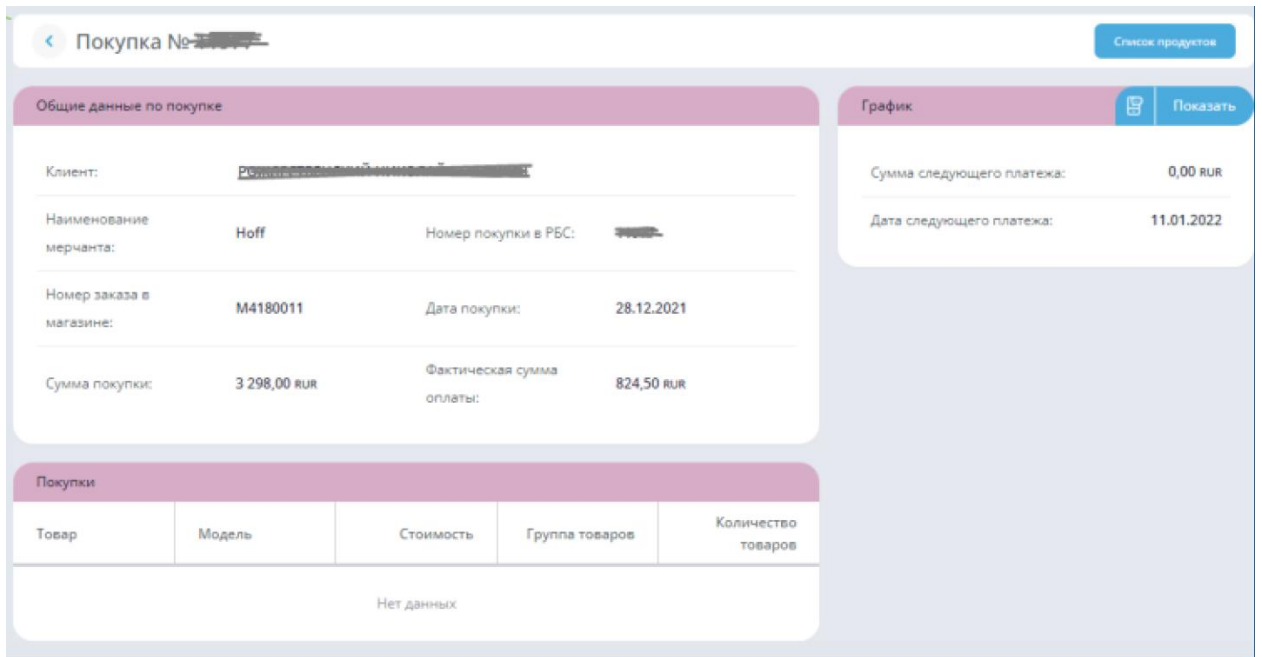 Покупка №
Список продуктов
Общие данные по покупке
Клиент:
Наименование
мерчанта:
Hoff
Номер покупки в РБС:
Номер заказа в
магазине:
M4180011
Дата покупки:
28.12.2021
Сумма покупки:
3 298,00 RUR
Фактическая сумма
оплаты:
824,50 RUR
График
Показать
Сумма следующего платежа:
0,00 RUR
Дата следующего платежа:
11.01.2022
Покупки
Товар
Модель
Стоимость
Группа товаров
Количество
товаров
Нет данных